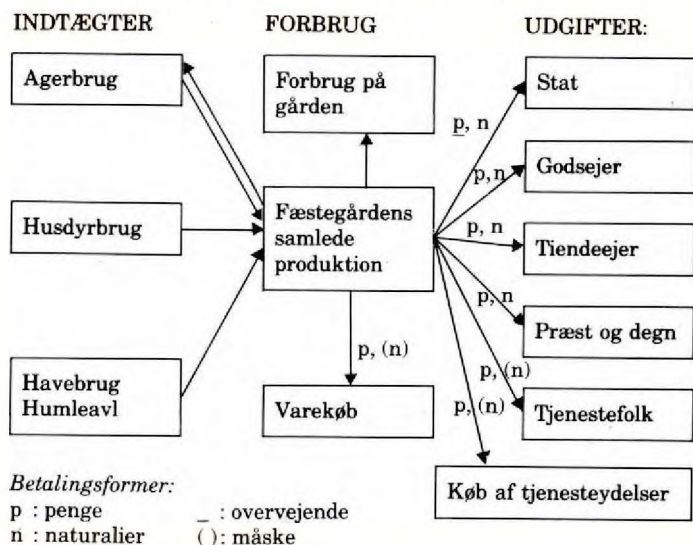 INDTÆGTER
FORBRUG
UDGIFTER:
Agerbrug
Husdyrbrug
Havebrug
Humleavl
Forbrug på
gården
Fæstegårdens
samlede
produktion
p, (n)
Varekøb
p, n
Stat
p, n
Godsejer
p, n
Tiendeejer
p, n
Præst og degn
p, (n)
Tjenestefolk
p, (n)
Køb af tjenesteydelser
Betalingsformer:
p : penge _ : overvejende
n : naturalier ( ): måske